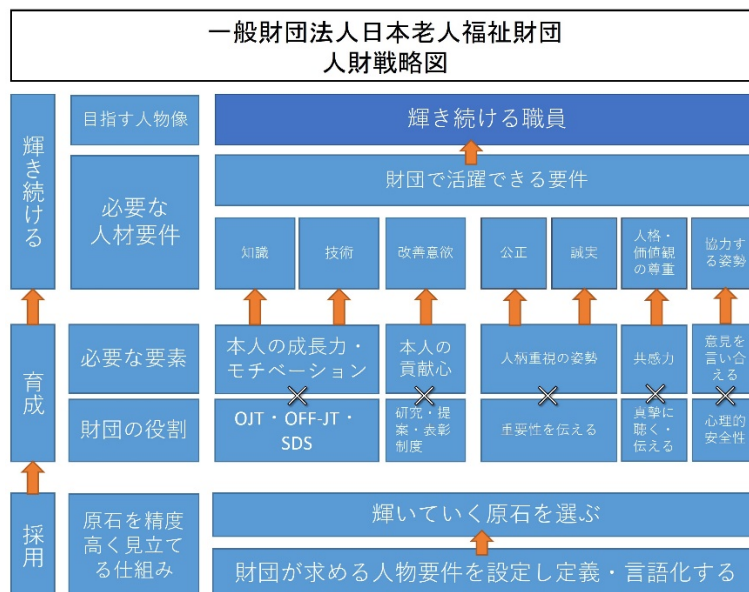 一般財団法人日本老人福祉財団
人財戦略図
輝き続ける
目指す人物像
輝き続ける職員
必要な
人材要件
財団で活躍できる要件
知識
技術
改善意欲
公正
誠実
人格・
価値観
の尊重
協力す
る姿勢
育成
必要な要素
本人の成長力・
モチベーション
本人の
貢献心
人柄重視の姿勢
共感力
意見を
言い合
える
財団の役割
OJT・OFF-JT・
SDS
研究・提
案・表彰
制度
重要性を伝える
真摯に
聴く・
伝える
心理的
安全性
採用
原石を精度
高く見立て
る仕組み
輝いていく原石を選ぶ
財団が求める人物要件を設定し定義・言語化する